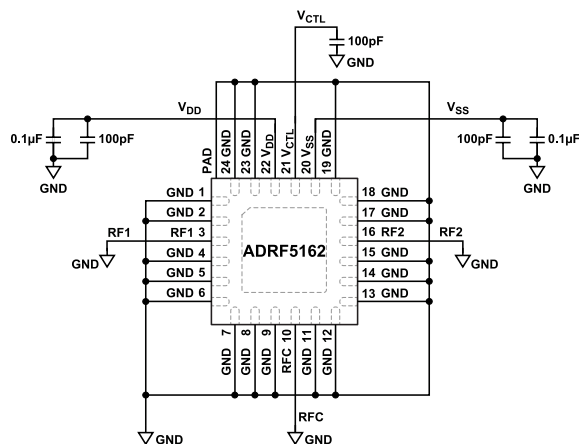 VCTL
100pF
GND
VDD
VSS
0.1µF
100pF
100pF
0.1µF
GND
GND
PAD
24 GND
23 GND
22 VDD
21 VCTL
20 VSS
19 GND
GND 1
18 GND
GND 2
17 GND
RF1
RF1 3
16 RF2
RF2
GND
GND
ADRF5162
GND 4
15 GND
GND 5
14 GND
GND 6
13 GND
GND 7
GND 8
GND 9
RFC 10
GND 11
GND 12
RFC
GND
GND